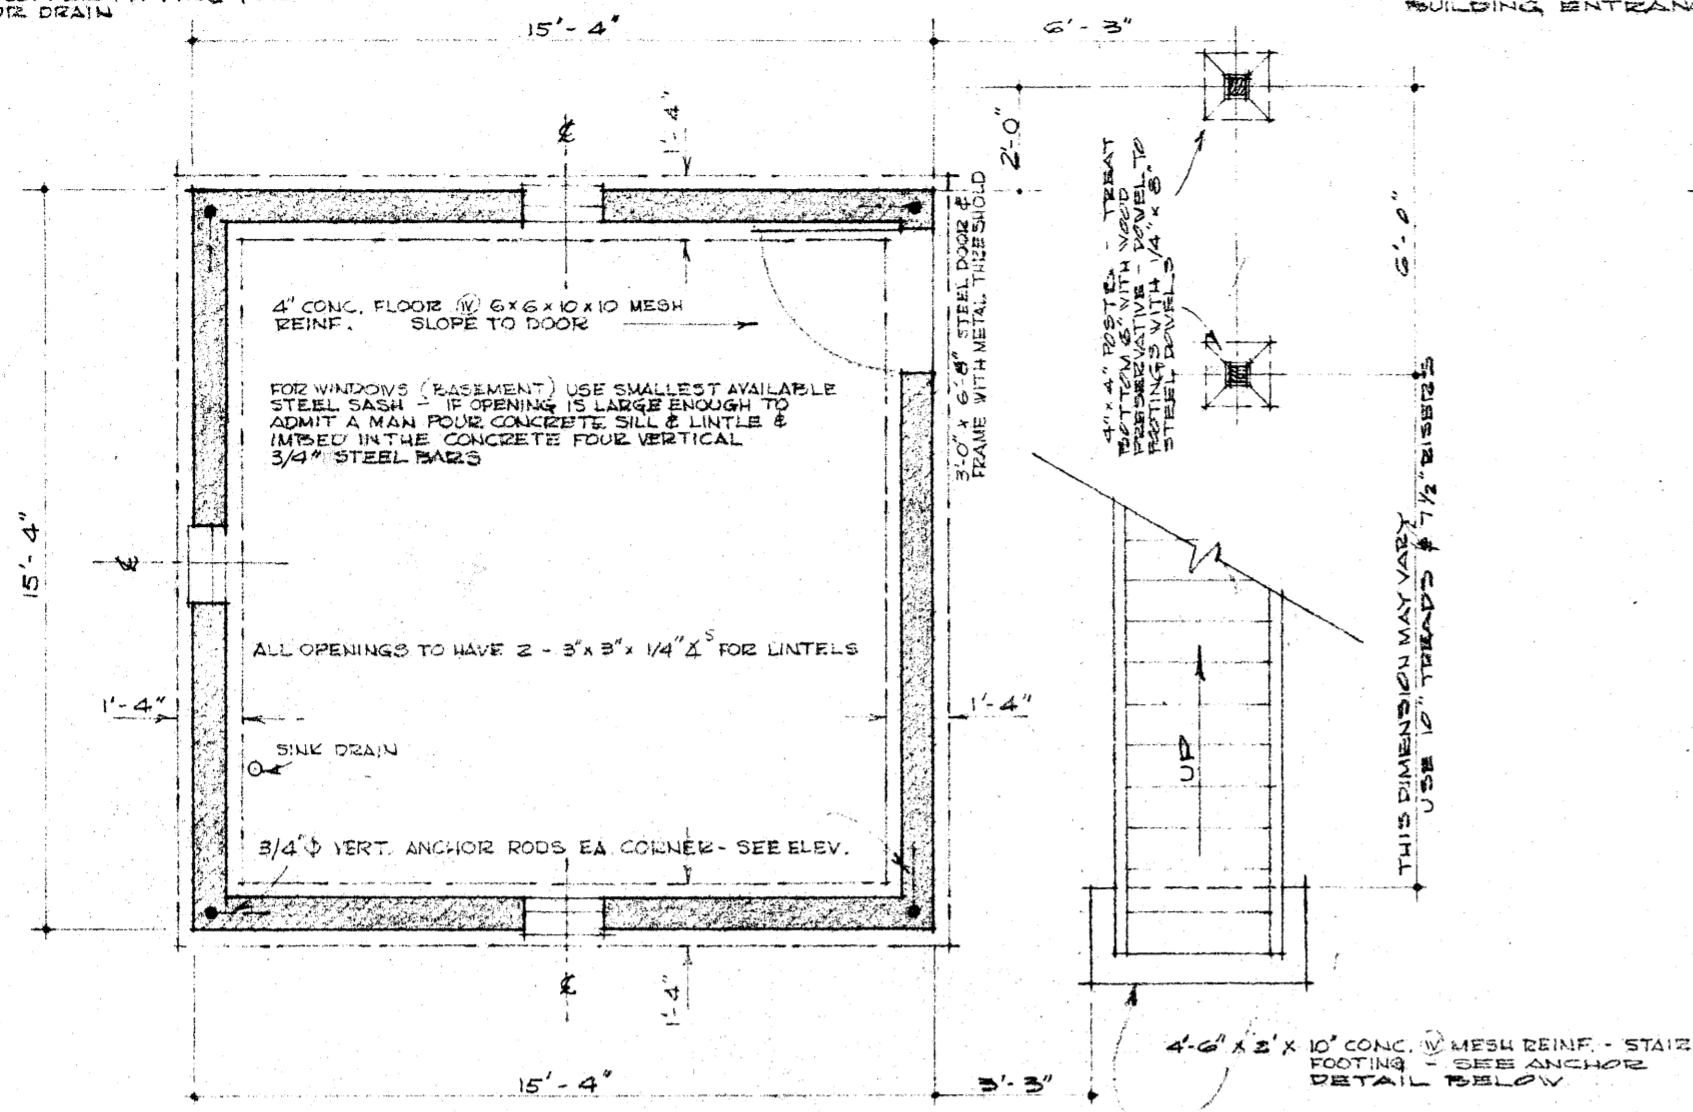 OR DRAIN
BUILDING ENTRAN
15'-4"
6'-3"
1'-4"
2'-0"
6'-0"
15'-4"
4" CONC. FLOOR W 6x6x10x10 MESH
REINF. SLOPE TO DOOR
FOR WINDOWS (BASEMENT) USE SMALLEST AVAILABLE
STEEL SASH - IF OPENING IS LARGE ENOUGH TO
ADMIT A MAN POUR CONCRETE SILL & LINTLE &
IMBED IN THE CONCRETE FOUR VERTICAL
3/4" STEEL BARS
3'-0" x 6'-8" STEEL DOOR &
FRAME WITH METAL THRESHOLD
4" x 4" POSTS - TREAT
BOTTOM 6" WITH WOOD
PRESERVATIVE - DOWEL TO
FOOTINGS WITH 1/4" x 8"
STEEL DOWELS
ALL OPENINGS TO HAVE 2 - 3" x 3" x 1/4" ∡S FOR LINTELS
1'-4"
1'-4"
SINK DRAIN
UP
THIS DIMENSION MAY VARY
USE 10" TREADS & 7 1/2" RISERS
3/4" ϕ VERT. ANCHOR RODS EA. CORNER - SEE ELEV.
1'-4"
15'-4"
3'-3"
4'-6" x 2' x 10" CONC. W MESH REINF. - STAIR
FOOTING - SEE ANCHOR
DETAIL BELOW